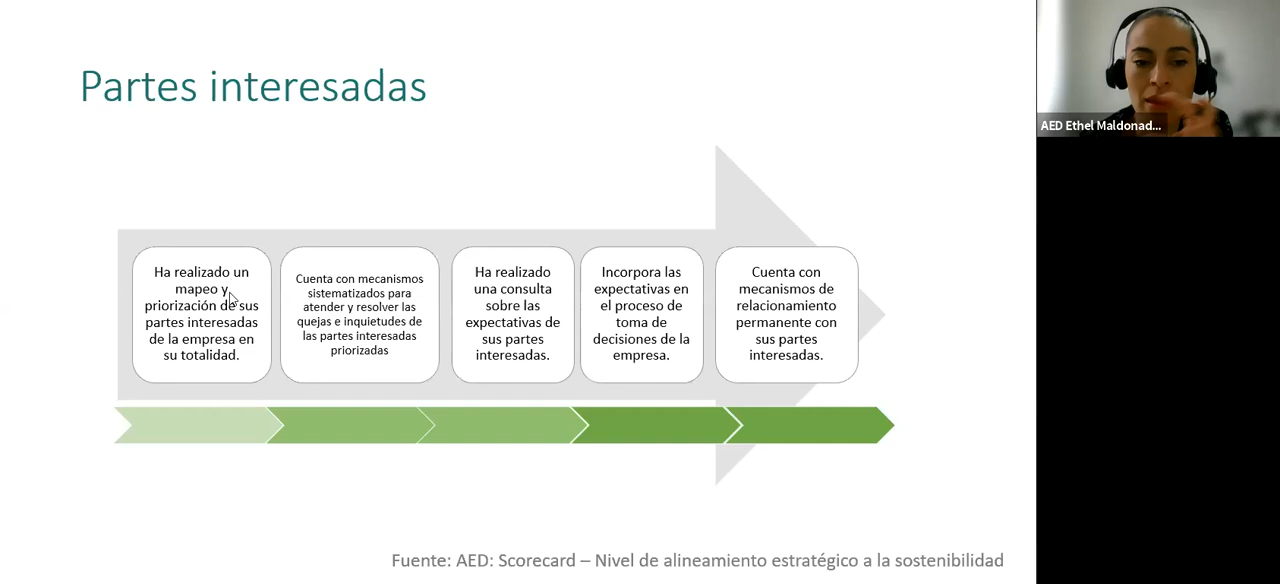 Partes interesadas
AED Ethel Maldonad...
Ha realizado un
mapeo y
priorización de sus
partes interesadas
de la empresa en
su totalidad.
Cuenta con mecanismos
sistematizados para
atender y resolver las
quejas e inquietudes de
las partes interesadas
priorizadas
Ha realizado
una consulta
sobre las
expectativas de
sus partes
interesadas.
Incorpora las
expectativas en
el proceso de
toma de
decisiones de la
empresa.
Cuenta con
mecanismos de
relacionamiento
permanente con
sus partes
interesadas.
Fuente: AED: Scorecard – Nivel de alineamiento estratégico a la sostenibilidad